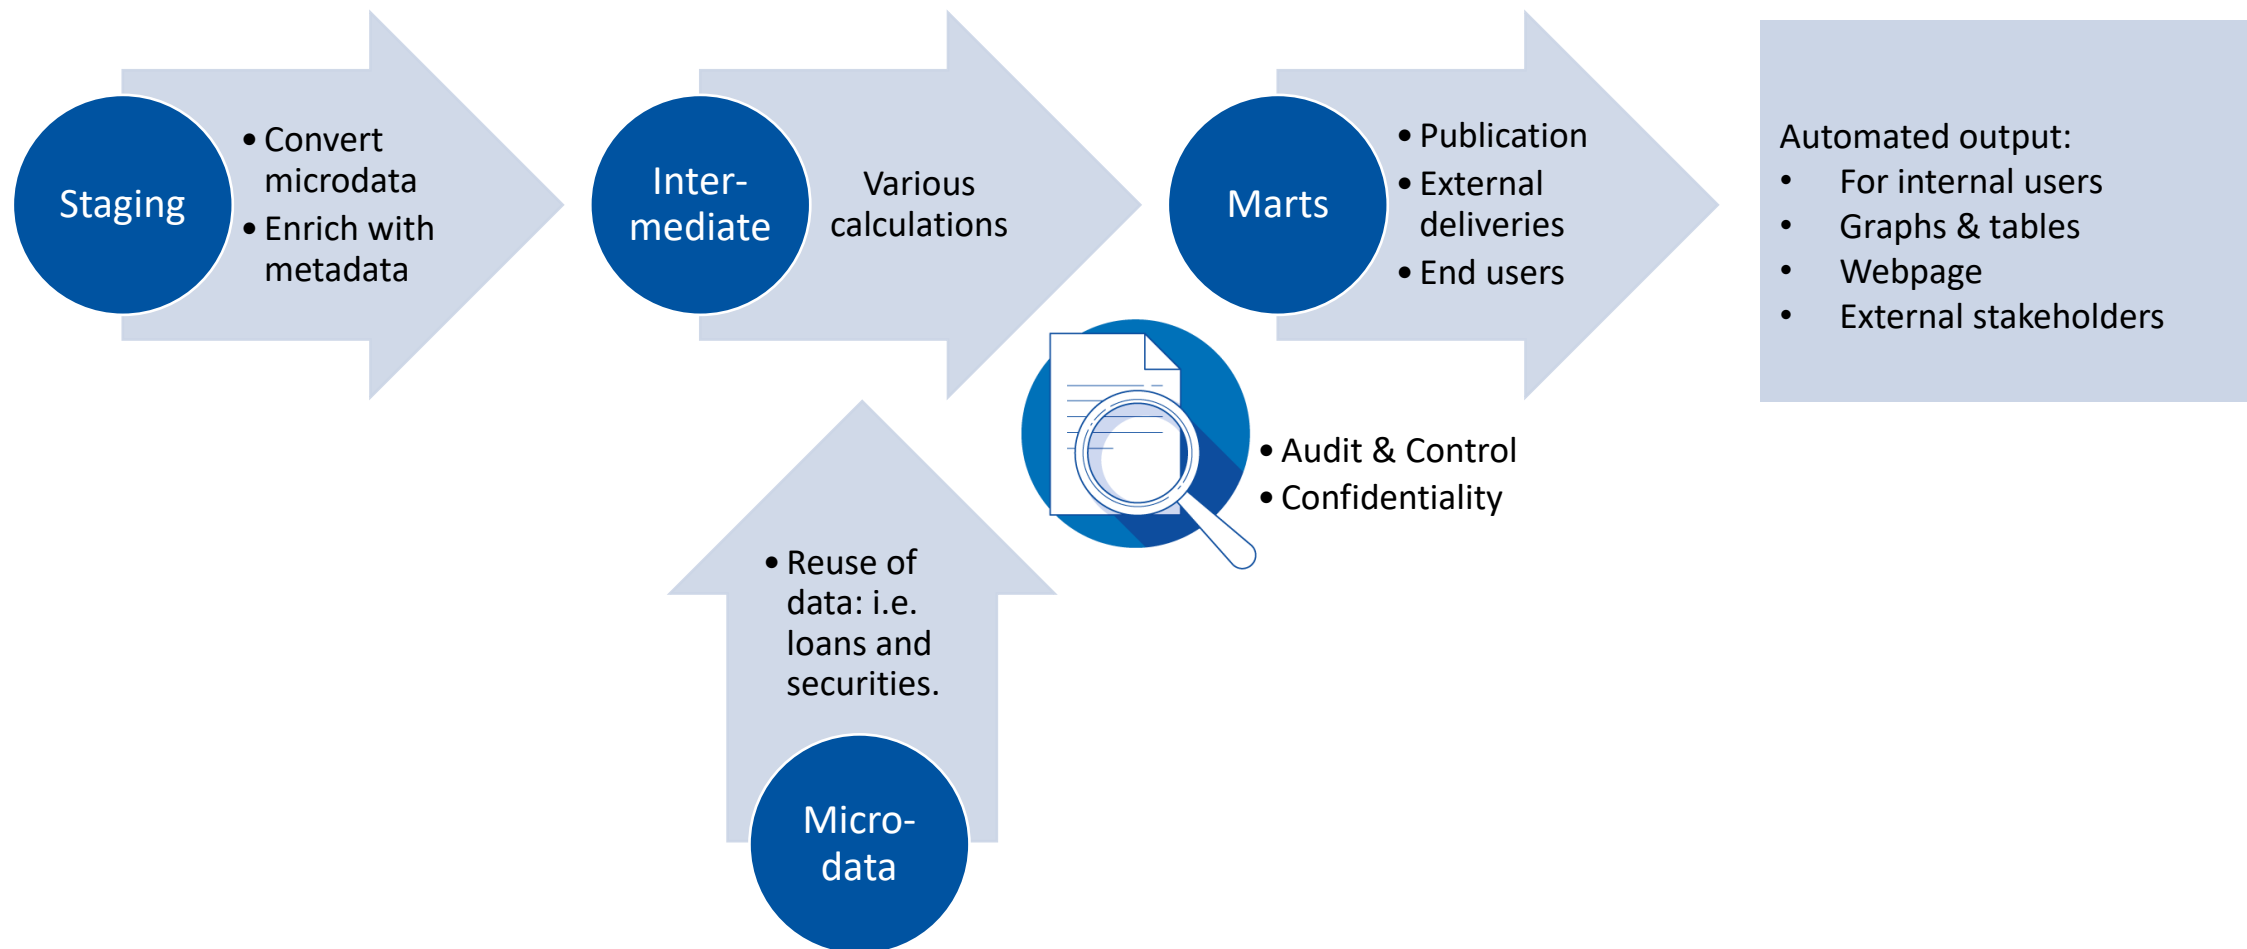 Staging
• Convert
microdata
• Enrich with
metadata
Inter-
mediate
Various
calculations
Marts
• Publication
• External
deliveries
• End users
Automated output:
• For internal users
• Graphs & tables
• Webpage
• External stakeholders
• Audit & Control
• Confidentiality
• Reuse of
data: i.e.
loans and
securities.
Micro-
data